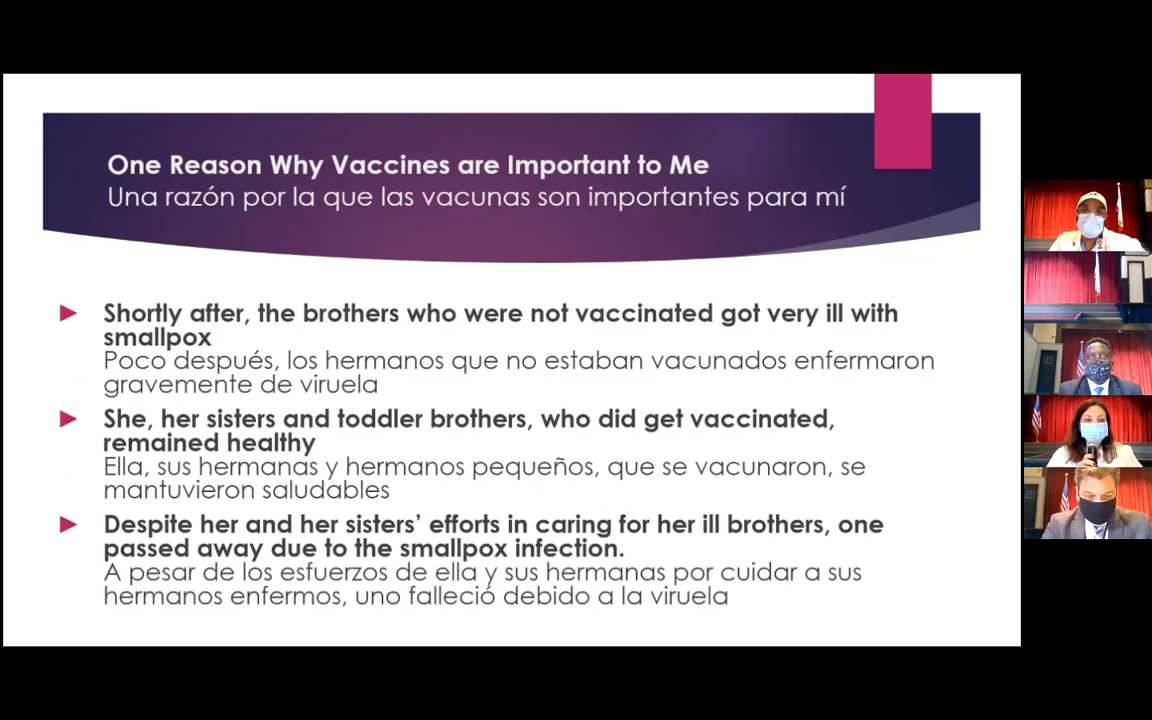 One Reason Why Vaccines are Important to Me
Una razón por la que las vacunas son importantes para mí
Shortly after, the brothers who were not vaccinated got very ill with
smallpox
Poco después, los hermanos que no estaban vacunados enfermaron
gravemente de viruela
She, her sisters and toddler brothers, who did get vaccinated,
remained healthy
Ella, sus hermanas y hermanos pequeños, que se vacunaron, se
mantuvieron saludables
Despite her and her sisters’ efforts in caring for her ill brothers, one
passed away due to the smallpox infection.
A pesar de los esfuerzos de ella y sus hermanas por cuidar a sus
hermanos enfermos, uno falleció debido a la viruela